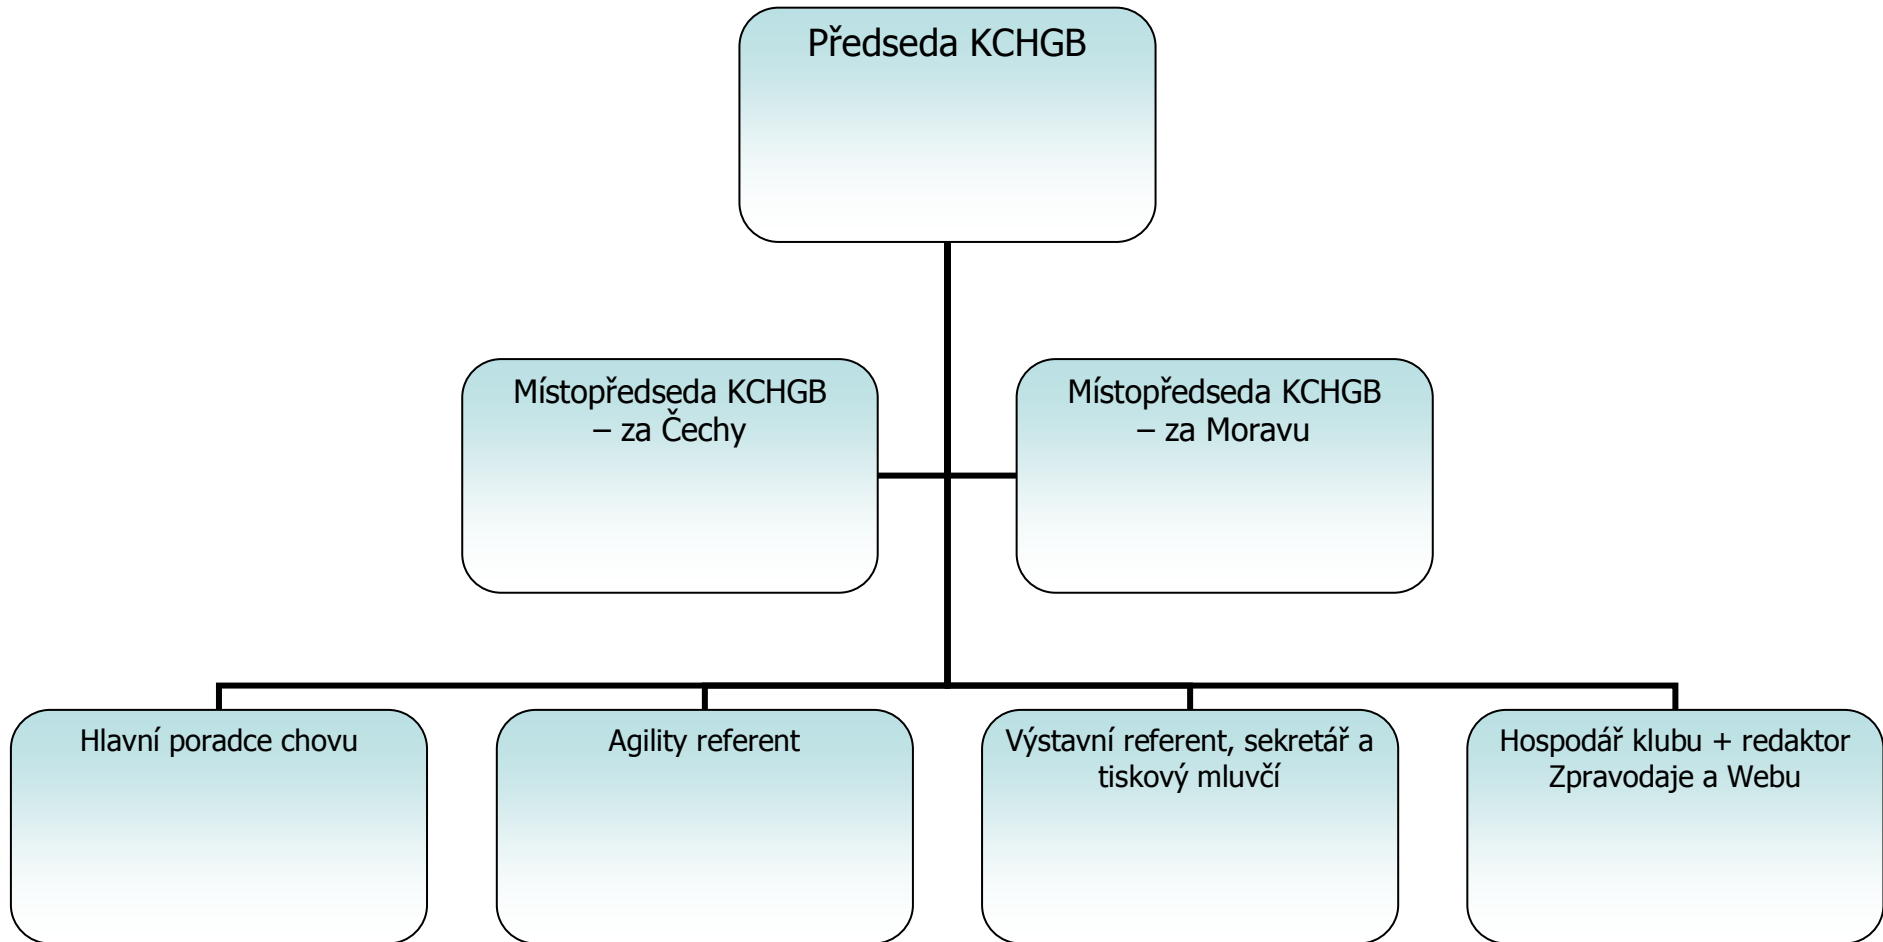 Předseda KCHGB
Místopředseda KCHGB
– za Čechy
Místopředseda KCHGB
– za Moravu
Hlavní poradce chovu
Agility referent
Výstavní referent, sekretář a
tiskový mluvčí
Hospodář klubu + redaktor
Zpravodaje a Webu